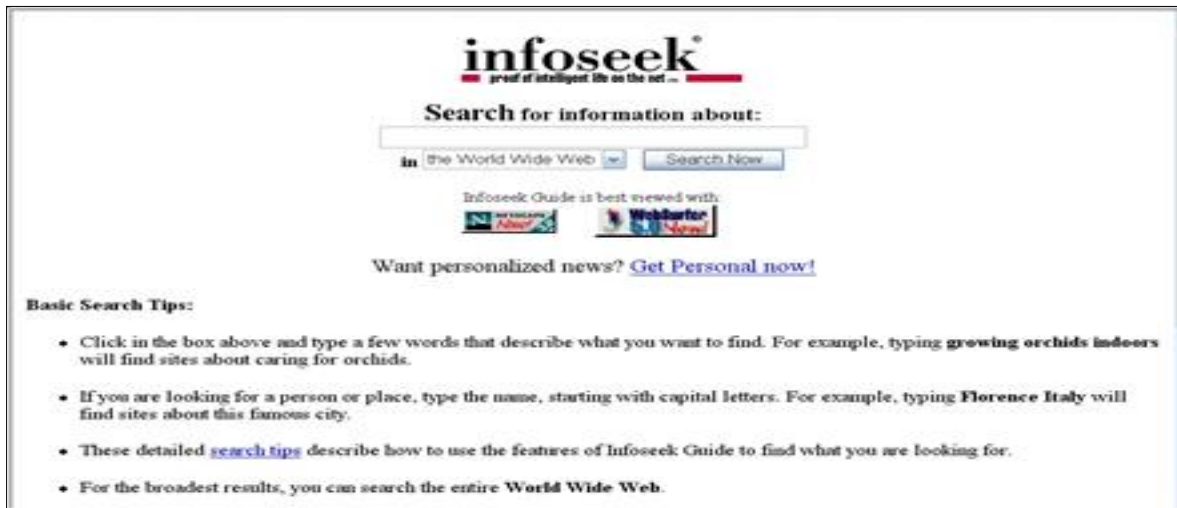 infoseek®
proof of intelligent life on the net
Search for information about:
in the World Wide Web Search Now
Infoseek Guide is best viewed with
NETSCAPE WebSurfer
Now! 5.0 Now!
Want personalized news? Get Personal now!
Basic Search Tips:
• Click in the box above and type a few words that describe what you want to find. For example, typing growing orchids indoors
will find sites about caring for orchids.
• If you are looking for a person or place, type the name, starting with capital letters. For example, typing Florence Italy will
find sites about this famous city.
• These detailed search tips describe how to use the features of Infoseek Guide to find what you are looking for.
• For the broadest results, you can search the entire World Wide Web.